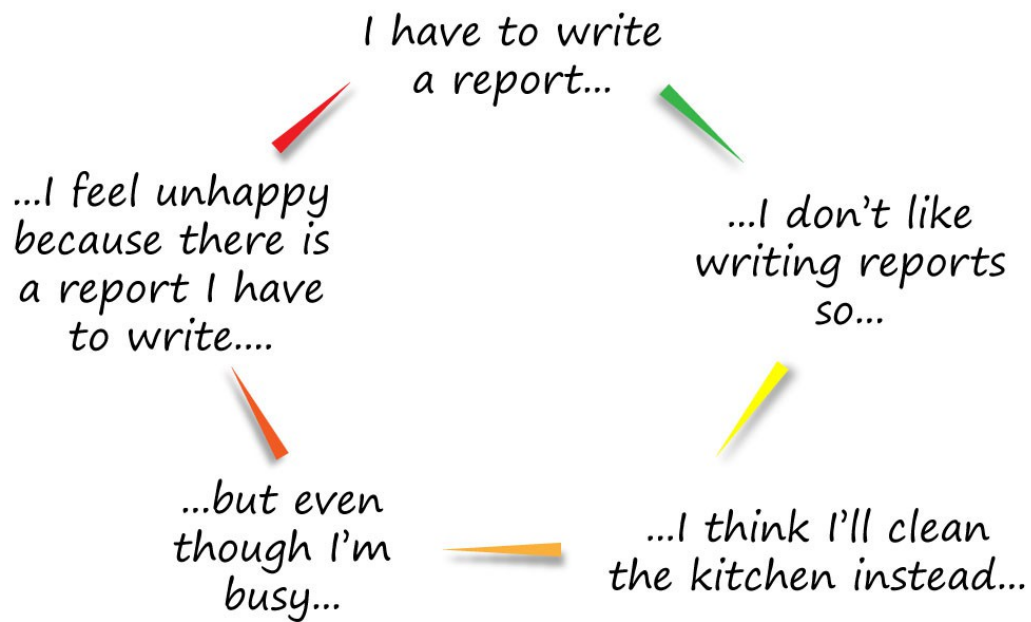 I have to write
a report...
...I don't like
writing reports
so...
...I think I'll clean
the kitchen instead...
...but even
though I'm
busy...
...I feel unhappy
because there is
a report I have
to write....